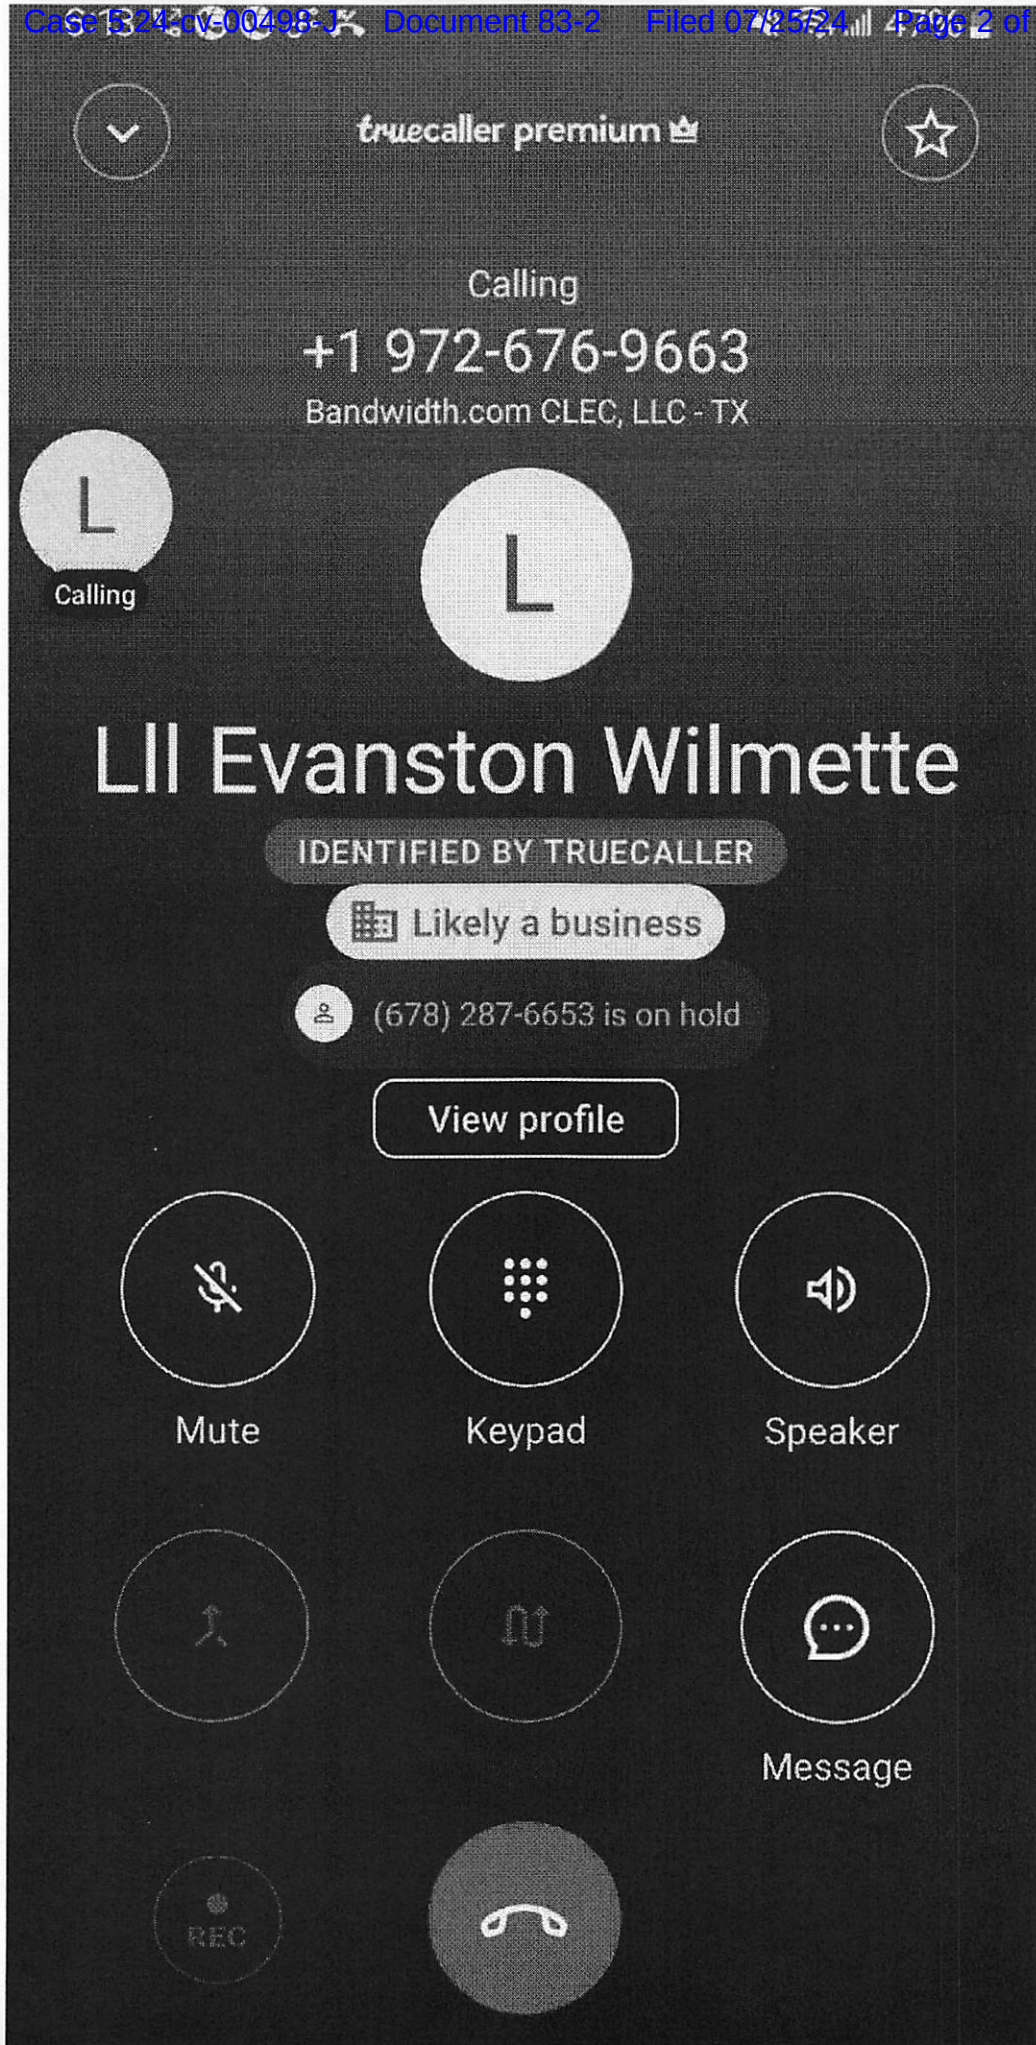 Case 5:24-cv-00498-J Document 83-2 Filed 07/25/24 Page 2 of
truecaller premium
Calling
+1 972-676-9663
Bandwidth.com CLEC, LLC - TX
L
Calling
L
Lll Evanston Wilmette
IDENTIFIED BY TRUECALLER
Likely a business
(678) 287-6653 is on hold
View profile
Mute Keypad Speaker
Message
REC